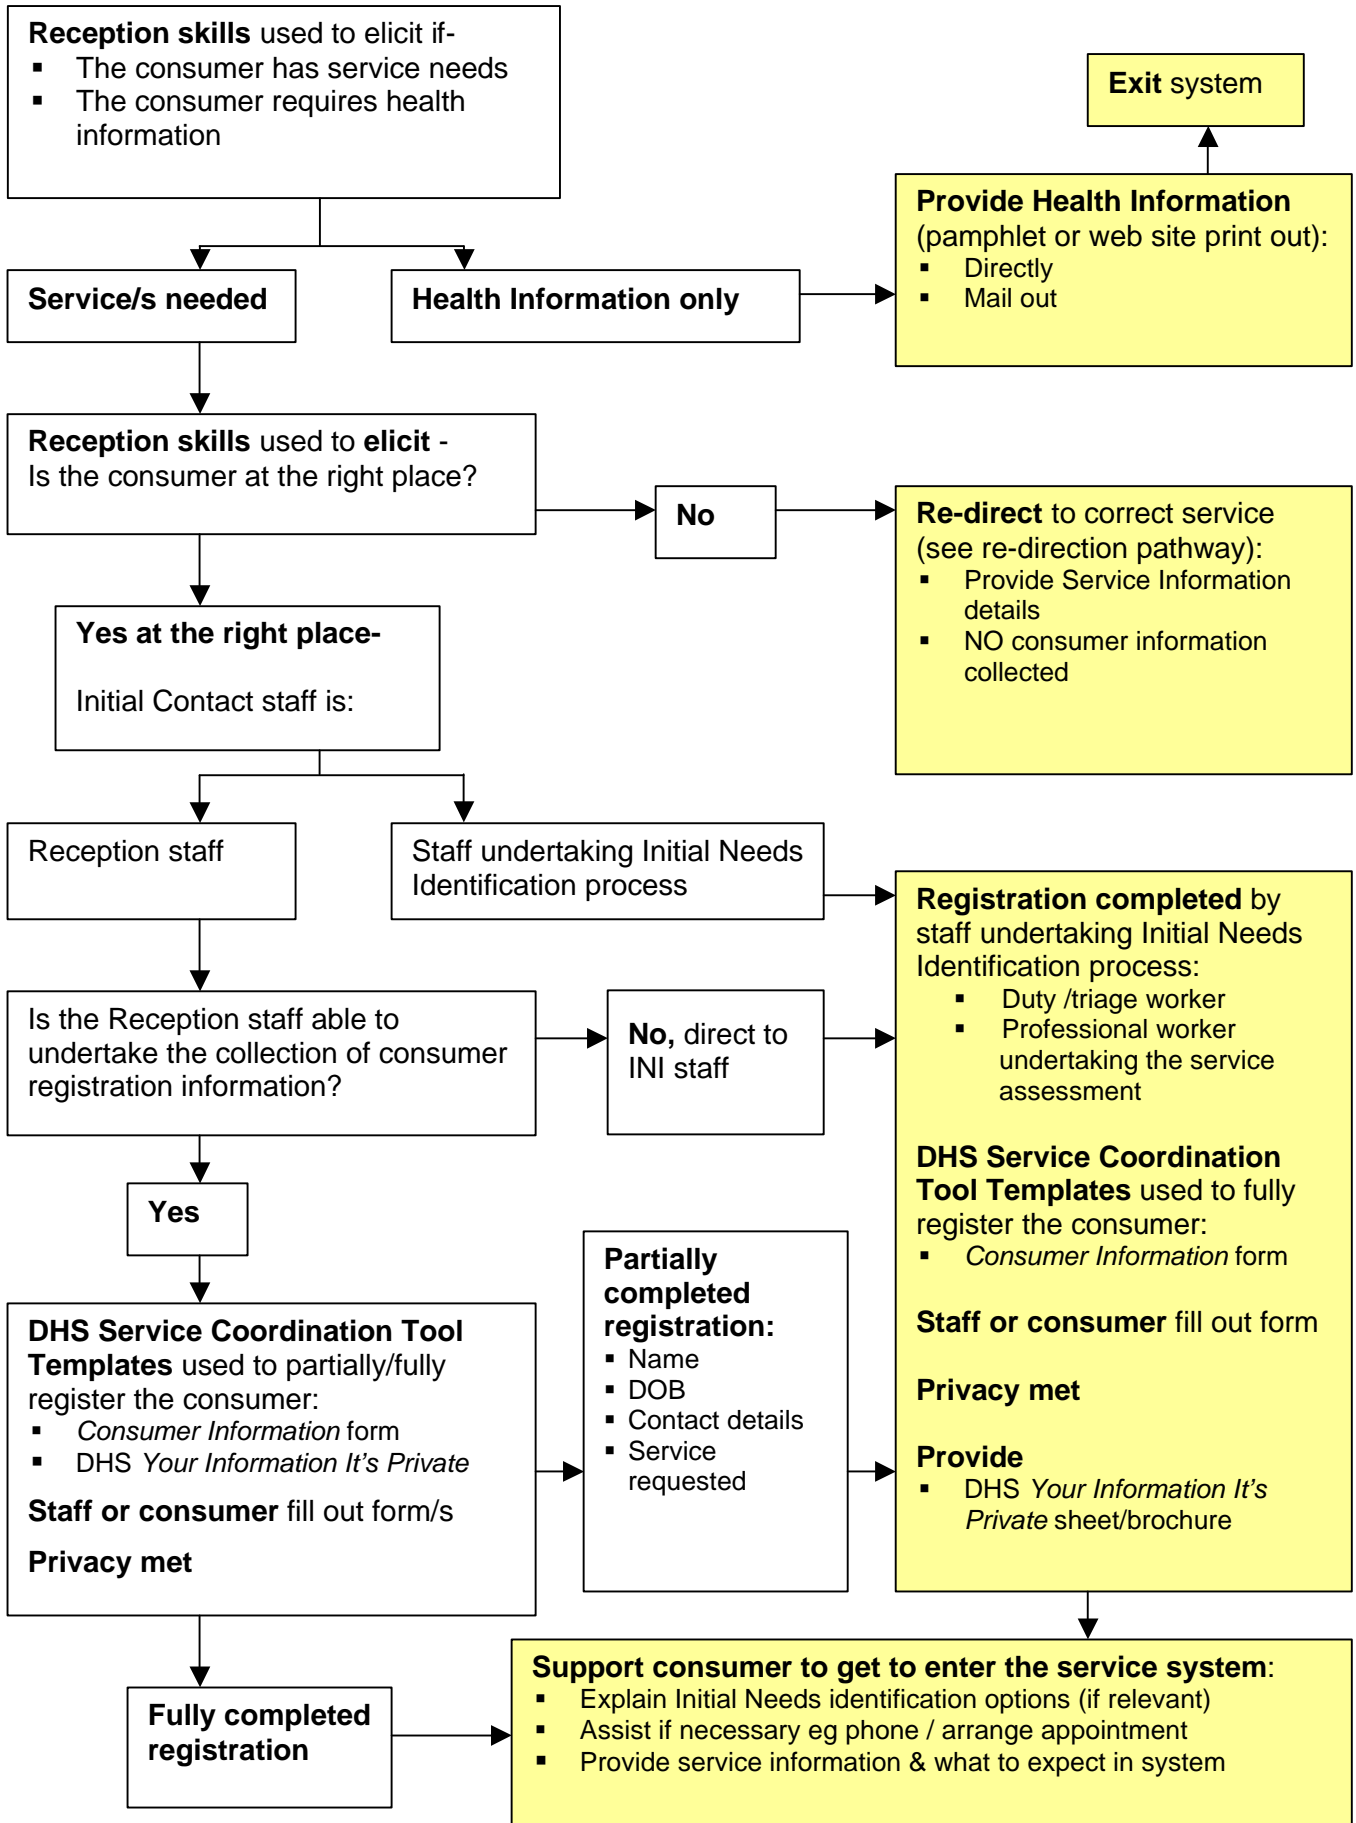 Reception skills used to elicit if-
▪ The consumer has service needs
▪ The consumer requires health
information
Exit system
Provide Health Information
(pamphlet or web site print out):
▪ Directly
▪ Mail out
Service/s needed
Health Information only
Reception skills used to elicit -
Is the consumer at the right place?
No
Re-direct to correct service
(see re-direction pathway):
▪ Provide Service Information
details
▪ NO consumer information
collected
Yes at the right place-
Initial Contact staff is:
Reception staff
Staff undertaking Initial Needs
Identification process
Registration completed by
staff undertaking Initial Needs
Identification process:
▪ Duty /triage worker
▪ Professional worker
undertaking the service
assessment
DHS Service Coordination
Tool Templates used to fully
register the consumer:
▪ Consumer Information form
Staff or consumer fill out form
Privacy met
Provide
▪ DHS Your Information It's
Private sheet/brochure
Is the Reception staff able to
undertake the collection of consumer
registration information?
No, direct to
INI staff
Yes
DHS Service Coordination Tool
Templates used to partially/fully
register the consumer:
▪ Consumer Information form
▪ DHS Your Information It's Private
Staff or consumer fill out form/s
Privacy met
Partially
completed
registration:
▪ Name
▪ DOB
▪ Contact details
▪ Service
requested
Fully completed
registration
Support consumer to get to enter the service system:
▪ Explain Initial Needs identification options (if relevant)
▪ Assist if necessary eg phone / arrange appointment
▪ Provide service information & what to expect in system